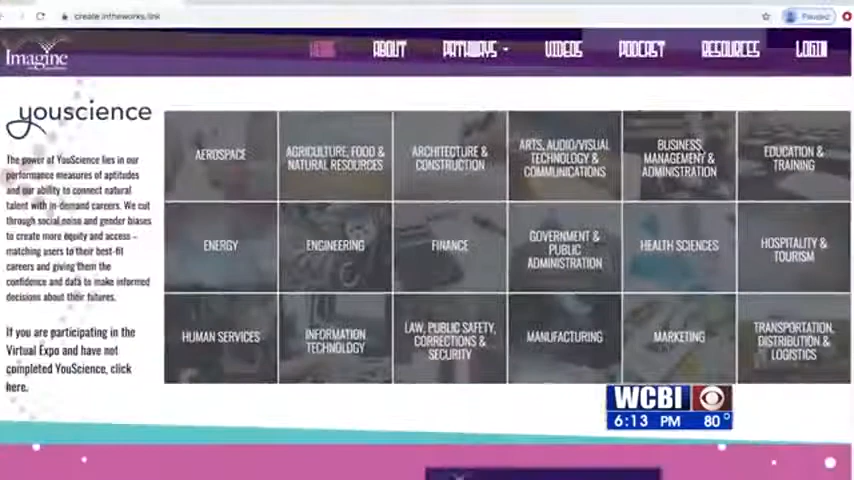 create.intheworks.link
Paused
Imagine
HOME ABOUT PATHWAYS VIDEOS PODCAST RESOURCES LOGIN
youscience
The power of YouScience lies in our
performance measures of aptitudes
and our ability to connect natural
talent with in-demand careers. We cut
through social noise and gender biases
to create more equity and access –
matching users to their best-fit
careers and giving them the
confidence and data to make informed
decisions about their futures.
If you are participating in the
Virtual Expo and have not
completed YouScience, click
here.
AEROSPACE
AGRICULTURE, FOOD &
NATURAL RESOURCES
ARCHITECTURE &
CONSTRUCTION
ARTS, AUDIO/VISUAL
TECHNOLOGY &
COMMUNICATIONS
BUSINESS,
MANAGEMENT &
ADMINISTRATION
EDUCATION &
TRAINING
ENERGY
ENGINEERING
FINANCE
GOVERNMENT &
PUBLIC
ADMINISTRATION
HEALTH SCIENCES
HOSPITALITY &
TOURISM
HUMAN SERVICES
INFORMATION
TECHNOLOGY
LAW, PUBLIC SAFETY,
CORRECTIONS &
SECURITY
MANUFACTURING
MARKETING
TRANSPORTATION,
DISTRIBUTION &
LOGISTICS
WCBI
6:13 PM 80°